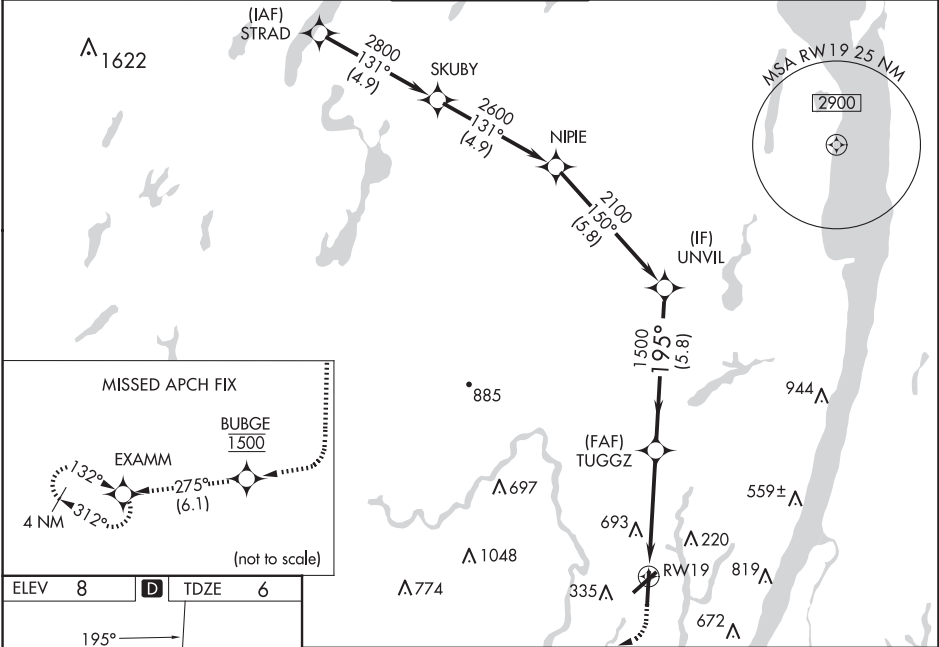 (IAF)
STRAD
1622
2800
131°
(4.9)
SKUBY
2600
131°
(4.9)
NIPIE
2100
150°
(5.8)
(IF)
UNVIL
MSA RW19 25 NM
2900
1500
195°
(5.8)
885
944
(FAF)
TUGGZ
697
559±
693
220
1048
RW19
819
774
335
672
MISSED APCH FIX
BUBGE
1500
EXAMM
132°
275°
(6.1)
312°
4 NM
(not to scale)
ELEV 8 D TDZE 6
195°